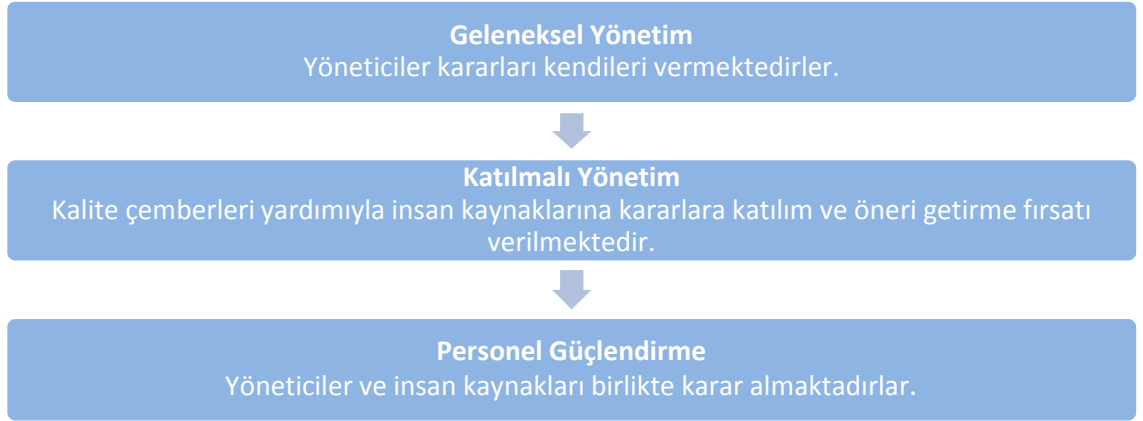 Geleneksel Yönetim
Yöneticiler kararları kendileri vermektedirler.
Katılmalı Yönetim
Kalite çemberleri yardımıyla insan kaynaklarına kararlara katılım ve öneri getirme fırsatı
verilmektedir.
Personel Güçlendirme
Yöneticiler ve insan kaynakları birlikte karar almaktadırlar.